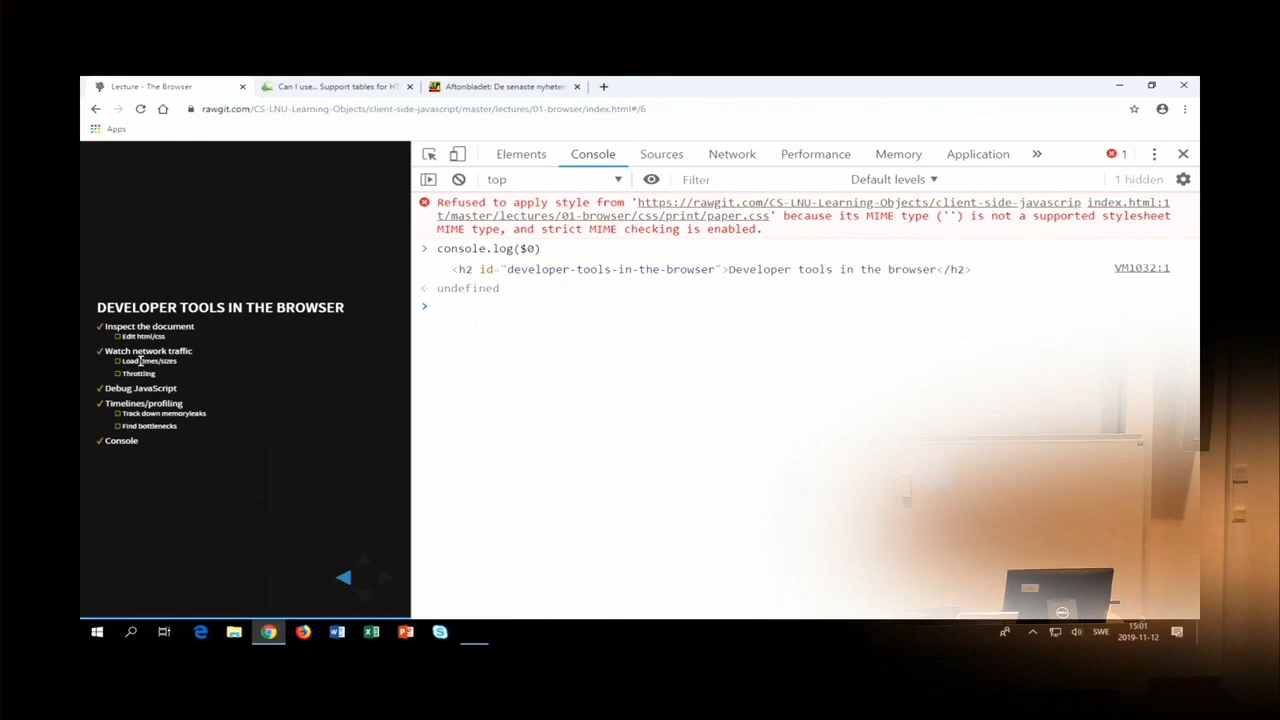 Lecture - The Browser
Can I use... Support tables for HT
Aftonbladet: De senaste nyheter
rawgit.com/CS-LNU-Learning-Objects/client-side-javascript/master/lectures/01-browser/index.html#/6
Apps
Elements Console Sources Network Performance Memory Application » 1
top Filter Default levels 1 hidden
Refused to apply style from 'https://rawgit.com/CS-LNU-Learning-Objects/client-side-javascrip index.html:1
t/master/lectures/01-browser/css/print/paper.css' because its MIME type ('') is not a supported stylesheet
MIME type, and strict MIME checking is enabled.
> console.log($0)
<h2 id="developer-tools-in-the-browser">Developer tools in the browser</h2> VM1032:1
undefined
>
DEVELOPER TOOLS IN THE BROWSER
✓ Inspect the document
Edit html/css
✓ Watch network traffic
Load times/sizes
Throttling
✓ Debug JavaScript
✓ Timelines/profiling
Track down memoryleaks
Find bottlenecks
✓ Console
SWE
15:01
2019-11-12
DELL